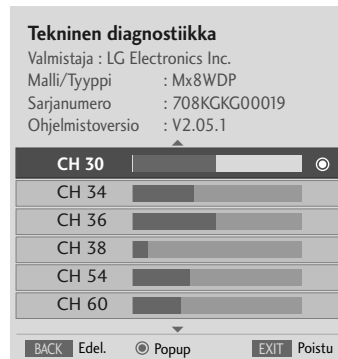 Tekninen diagnostiikka
Valmistaja : LG Electronics Inc.
Malli/Tyyppi : Mx8WDP
Sarjanumero : 708KGKG00019
Ohjelmistoversio : V2.05.1
CH 30
CH 34
CH 36
CH 38
CH 54
CH 60
BACK Edel. Popup EXIT Poistu